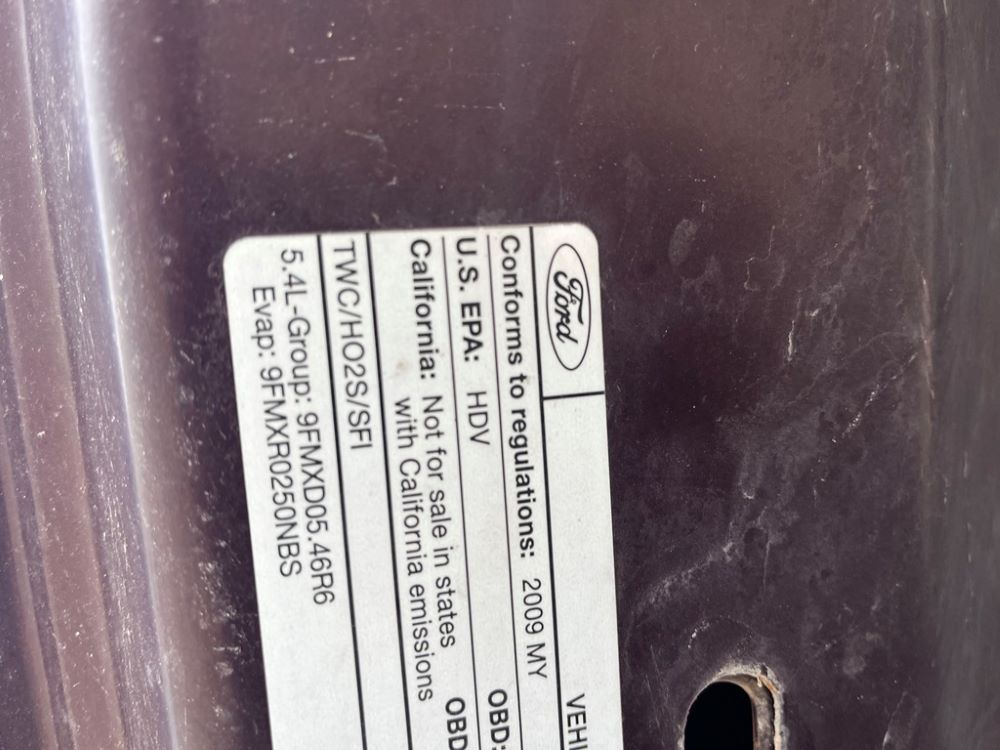 Ford
VEHI
Conforms to regulations: 2009 MY
U.S. EPA: HDV OBD:
California: Not for sale in states OBD
with California emissions
TWC/HO2S/SFI
5.4L-Group: 9FMXD05.46R6
Evap: 9FMXR0250NBS